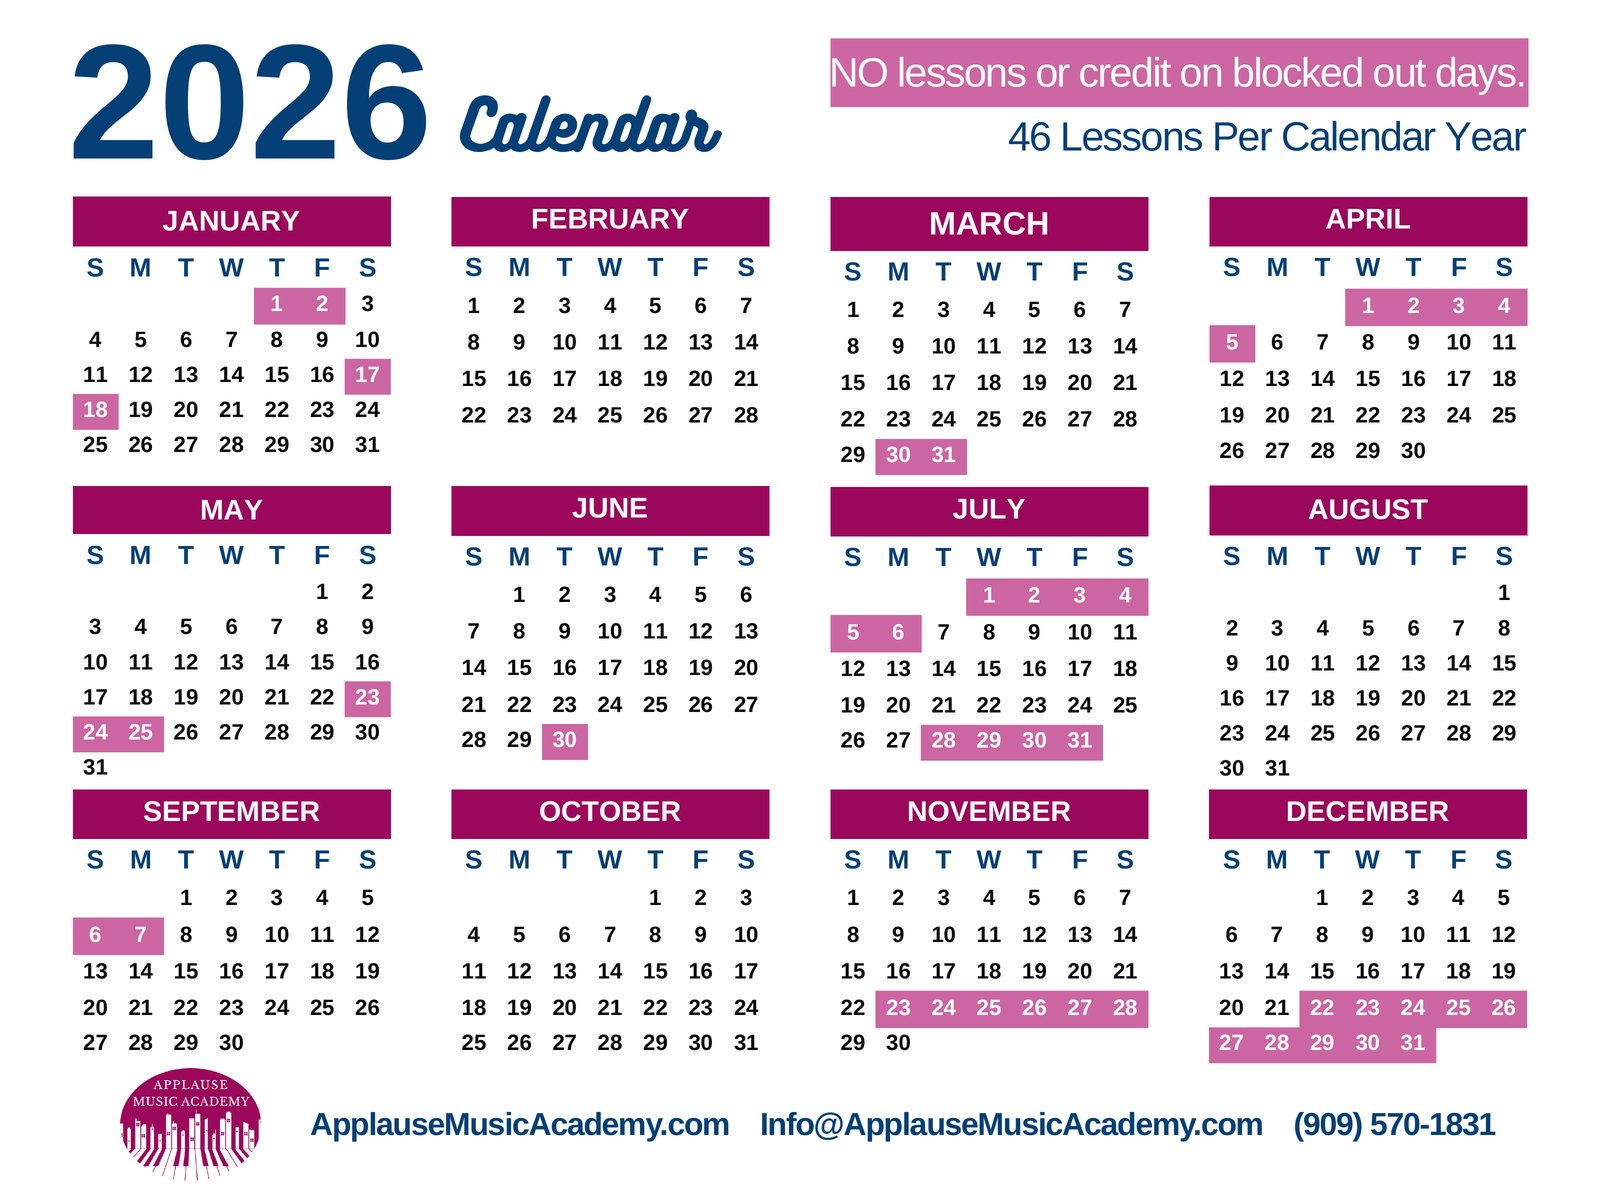 2026 Calendar
NO lessons or credit on blocked out days.
46 Lessons Per Calendar Year
JANUARY
S M T W T F S
1 2 3
4 5 6 7 8 9 10
11 12 13 14 15 16 17
18 19 20 21 22 23 24
25 26 27 28 29 30 31
FEBRUARY
S M T W T F S
1 2 3 4 5 6 7
8 9 10 11 12 13 14
15 16 17 18 19 20 21
22 23 24 25 26 27 28
MARCH
S M T W T F S
1 2 3 4 5 6 7
8 9 10 11 12 13 14
15 16 17 18 19 20 21
22 23 24 25 26 27 28
29 30 31
APRIL
S M T W T F S
1 2 3 4
5 6 7 8 9 10 11
12 13 14 15 16 17 18
19 20 21 22 23 24 25
26 27 28 29 30
MAY
S M T W T F S
1 2
3 4 5 6 7 8 9
10 11 12 13 14 15 16
17 18 19 20 21 22 23
24 25 26 27 28 29 30
31
JUNE
S M T W T F S
1 2 3 4 5 6
7 8 9 10 11 12 13
14 15 16 17 18 19 20
21 22 23 24 25 26 27
28 29 30
JULY
S M T W T F S
1 2 3 4
5 6 7 8 9 10 11
12 13 14 15 16 17 18
19 20 21 22 23 24 25
26 27 28 29 30 31
AUGUST
S M T W T F S
1
2 3 4 5 6 7 8
9 10 11 12 13 14 15
16 17 18 19 20 21 22
23 24 25 26 27 28 29
30 31
SEPTEMBER
S M T W T F S
1 2 3 4 5
6 7 8 9 10 11 12
13 14 15 16 17 18 19
20 21 22 23 24 25 26
27 28 29 30
OCTOBER
S M T W T F S
1 2 3
4 5 6 7 8 9 10
11 12 13 14 15 16 17
18 19 20 21 22 23 24
25 26 27 28 29 30 31
NOVEMBER
S M T W T F S
1 2 3 4 5 6 7
8 9 10 11 12 13 14
15 16 17 18 19 20 21
22 23 24 25 26 27 28
29 30
DECEMBER
S M T W T F S
1 2 3 4 5
6 7 8 9 10 11 12
13 14 15 16 17 18 19
20 21 22 23 24 25 26
27 28 29 30 31
APPLAUSE
MUSIC ACADEMY
ApplauseMusicAcademy.com Info@ApplauseMusicAcademy.com (909) 570-1831